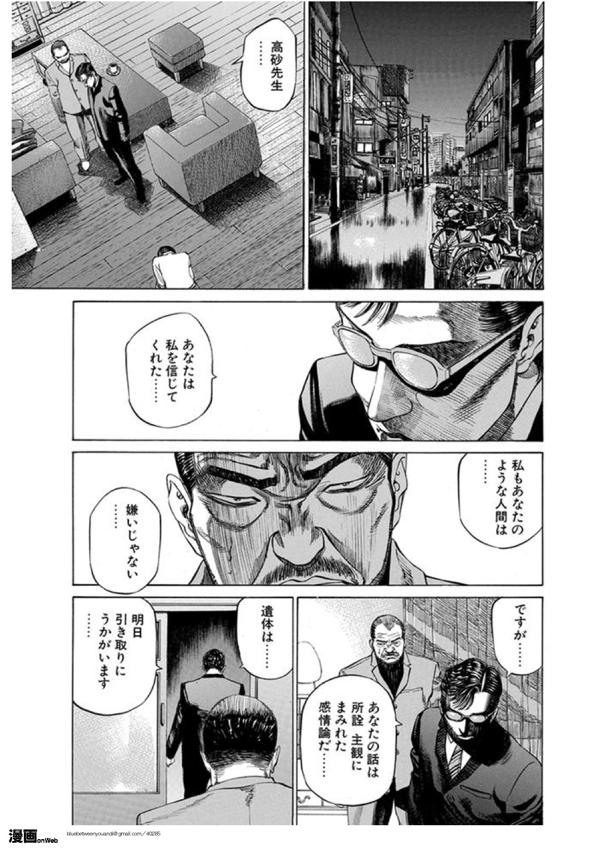 高砂先生
……
あなたは
私を信じて
くれた……
私もあなたの
ような人間は
……
嫌いじゃない
……
ですが……
あなたの話は
所詮 主観に
まみれた
感情論だ……
遺体は……
明日
引き取りに
うかがいます
……
漫画onWeb
bluebetweenyouandi@gmail.com/40285